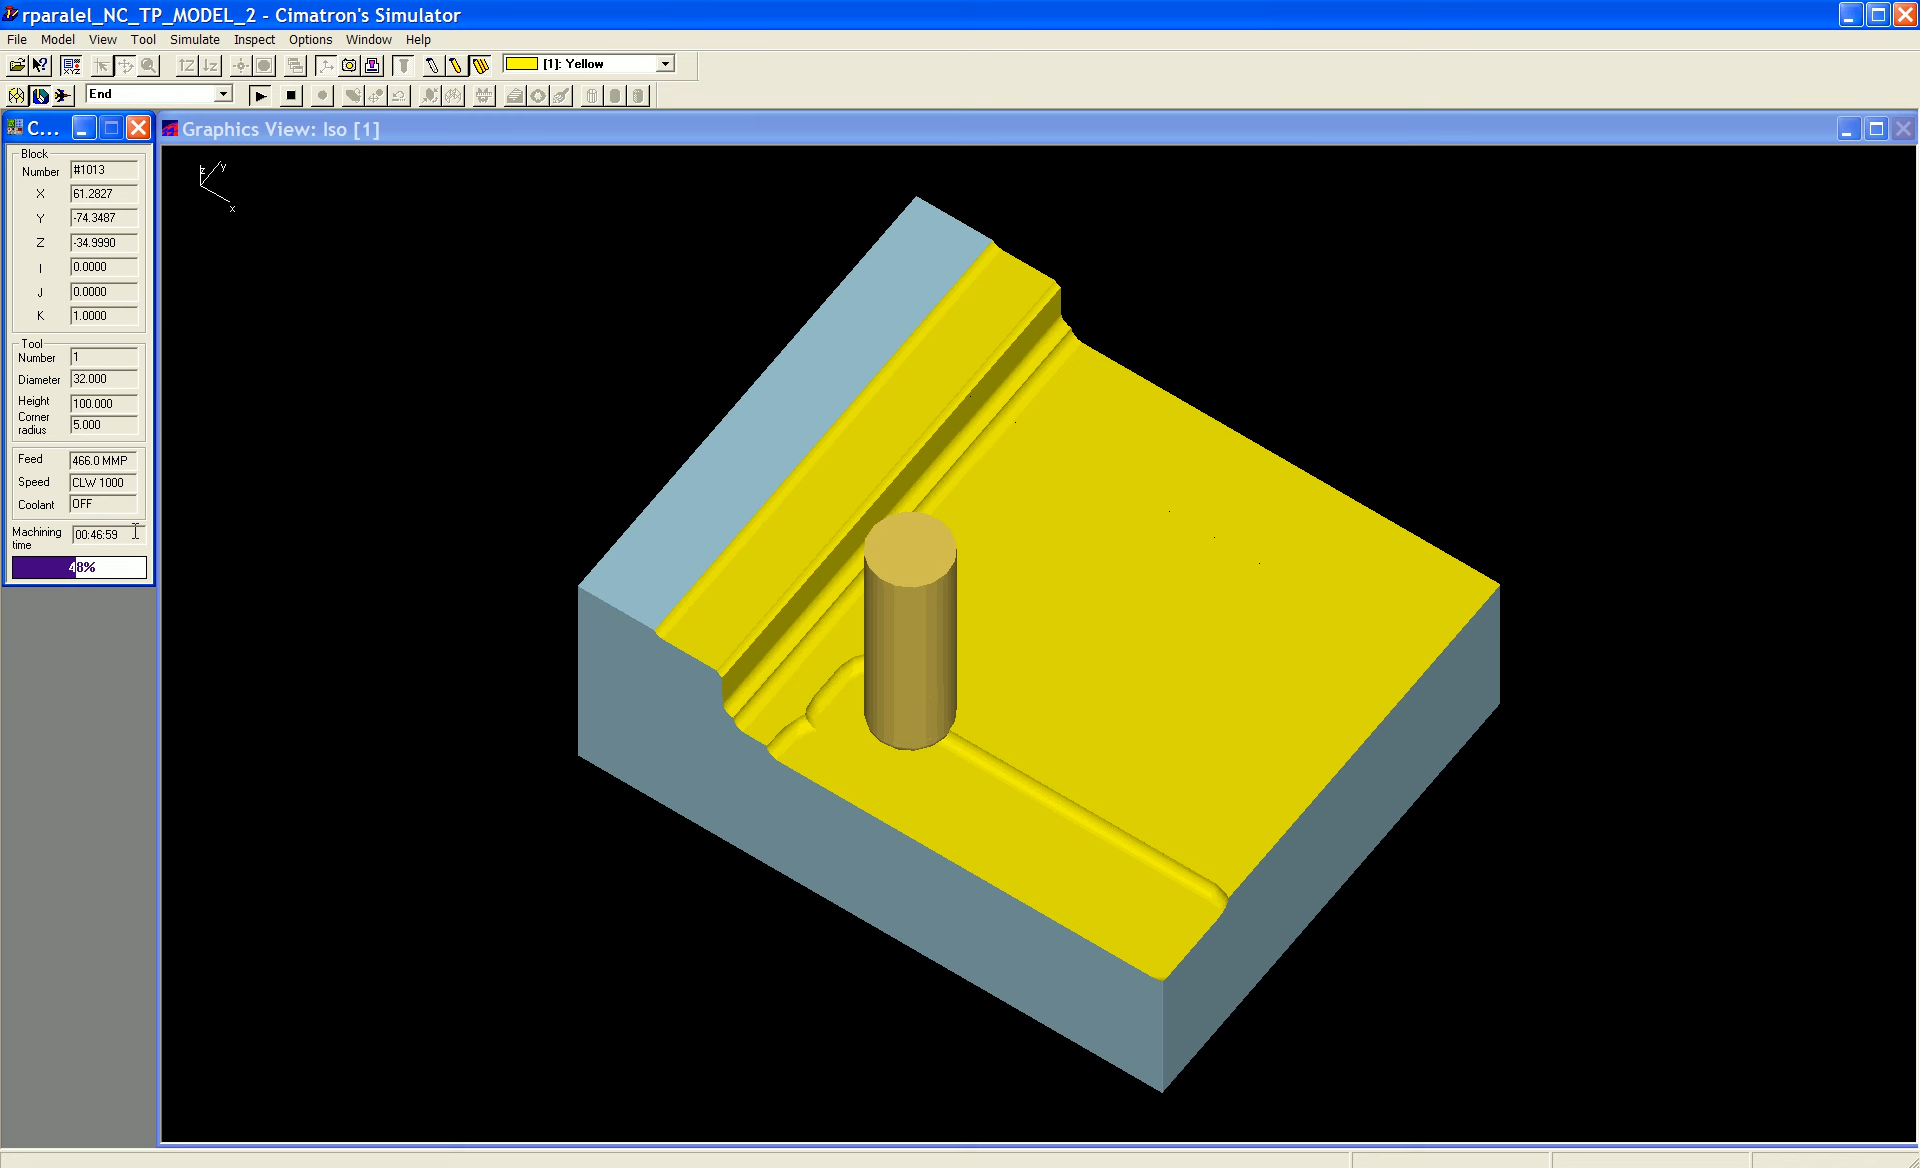 rparalel_NC_TP_MODEL_2 - Cimatron's Simulator
File Model View Tool Simulate Inspect Options Window Help
XYZ [1]: Yellow
End
C... Graphics View: Iso [1]
z y
x
Block
Number #1013
X 61.2827
Y -74.3487
Z -34.9990
I 0.0000
J 0.0000
K 1.0000
Tool
Number 1
Diameter 32.000
Height 100.000
Corner radius 5.000
Feed 466.0 MMP
Speed CLW 1000
Coolant OFF
Machining time 00:46:59
48%